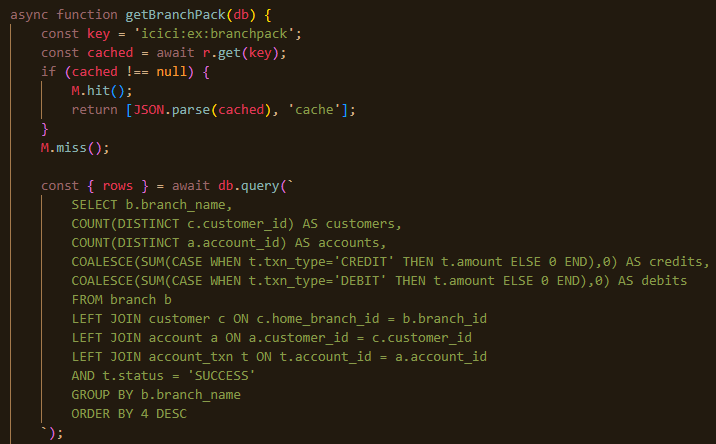 async function getBranchPack(db) {
    const key = 'icici:ex:branchpack';
    const cached = await r.get(key);
    if (cached !== null) {
        M.hit();
        return [JSON.parse(cached), 'cache'];
    }
    M.miss();

    const { rows } = await db.query(`
        SELECT b.branch_name,
        COUNT(DISTINCT c.customer_id) AS customers,
        COUNT(DISTINCT a.account_id) AS accounts,
        COALESCE(SUM(CASE WHEN t.txn_type='CREDIT' THEN t.amount ELSE 0 END),0) AS credits,
        COALESCE(SUM(CASE WHEN t.txn_type='DEBIT' THEN t.amount ELSE 0 END),0) AS debits
        FROM branch b
        LEFT JOIN customer c ON c.home_branch_id = b.branch_id
        LEFT JOIN account a ON a.customer_id = c.customer_id
        LEFT JOIN account_txn t ON t.account_id = a.account_id
        AND t.status = 'SUCCESS'
        GROUP BY b.branch_name
        ORDER BY 4 DESC
    `);